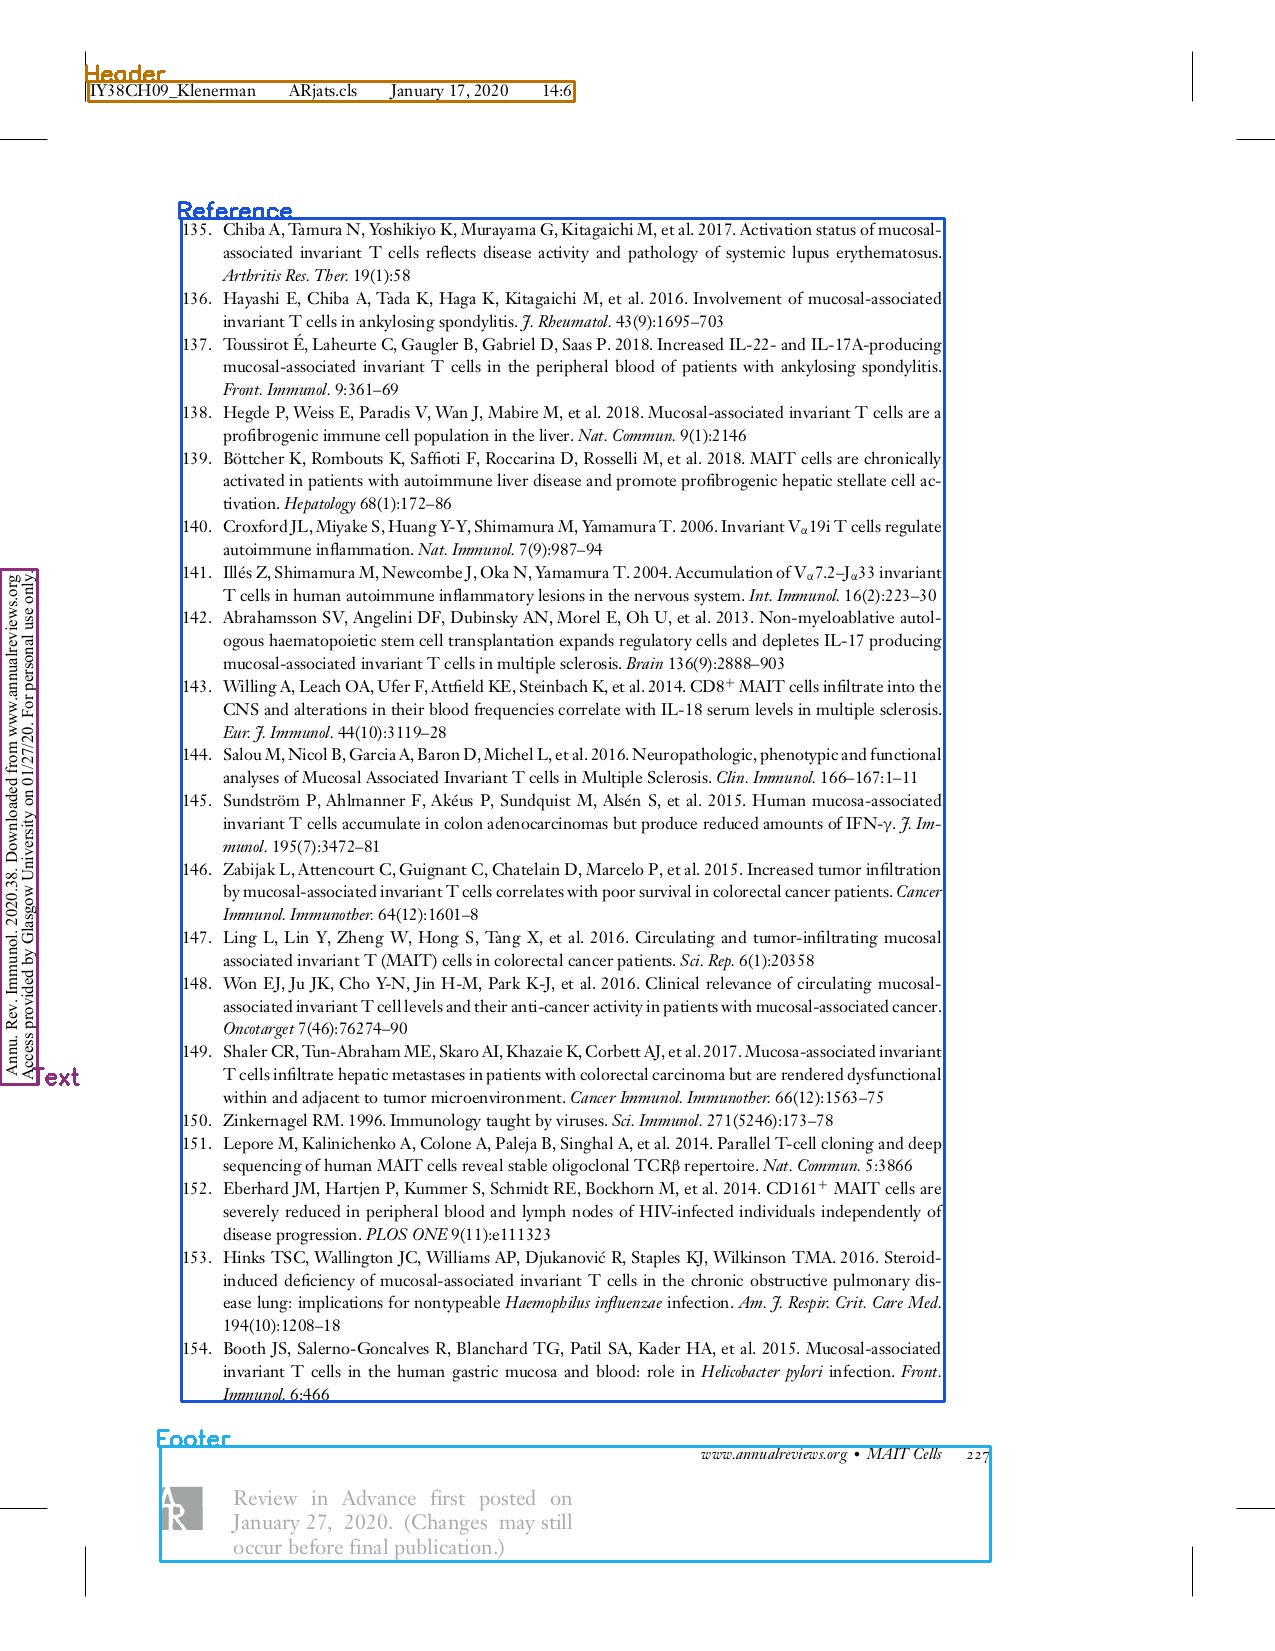 Header
IY38CH09_Klenerman ARjats.cls January 17, 2020 14:6
Reference
135. Chiba A, Tamura N, Yoshikiyo K, Murayama G, Kitagaichi M, et al. 2017. Activation status of mucosal-
associated invariant T cells reflects disease activity and pathology of systemic lupus erythematosus.
Arthritis Res. Ther. 19(1):58
136. Hayashi E, Chiba A, Tada K, Haga K, Kitagaichi M, et al. 2016. Involvement of mucosal-associated
invariant T cells in ankylosing spondylitis. J. Rheumatol. 43(9):1695–703
137. Toussirot É, Laheurte C, Gaugler B, Gabriel D, Saas P. 2018. Increased IL-22- and IL-17A-producing
mucosal-associated invariant T cells in the peripheral blood of patients with ankylosing spondylitis.
Front. Immunol. 9:361–69
138. Hegde P, Weiss E, Paradis V, Wan J, Mabire M, et al. 2018. Mucosal-associated invariant T cells are a
profibrogenic immune cell population in the liver. Nat. Commun. 9(1):2146
139. Böttcher K, Rombouts K, Saffioti F, Roccarina D, Rosselli M, et al. 2018. MAIT cells are chronically
activated in patients with autoimmune liver disease and promote profibrogenic hepatic stellate cell ac-
tivation. Hepatology 68(1):172–86
140. Croxford JL, Miyake S, Huang Y-Y, Shimamura M, Yamamura T. 2006. Invariant Vα19i T cells regulate
autoimmune inflammation. Nat. Immunol. 7(9):987–94
141. Illés Z, Shimamura M, Newcombe J, Oka N, Yamamura T. 2004. Accumulation of Vα7.2–Jα33 invariant
T cells in human autoimmune inflammatory lesions in the nervous system. Int. Immunol. 16(2):223–30
142. Abrahamsson SV, Angelini DF, Dubinsky AN, Morel E, Oh U, et al. 2013. Non-myeloablative autol-
ogous haematopoietic stem cell transplantation expands regulatory cells and depletes IL-17 producing
mucosal-associated invariant T cells in multiple sclerosis. Brain 136(9):2888–903
143. Willing A, Leach OA, Ufer F, Attfield KE, Steinbach K, et al. 2014. CD8+ MAIT cells infiltrate into the
CNS and alterations in their blood frequencies correlate with IL-18 serum levels in multiple sclerosis.
Eur. J. Immunol. 44(10):3119–28
144. Salou M, Nicol B, Garcia A, Baron D, Michel L, et al. 2016. Neuropathologic, phenotypic and functional
analyses of Mucosal Associated Invariant T cells in Multiple Sclerosis. Clin. Immunol. 166–167:1–11
145. Sundström P, Ahlmanner F, Akéus P, Sundquist M, Alsén S, et al. 2015. Human mucosa-associated
invariant T cells accumulate in colon adenocarcinomas but produce reduced amounts of IFN-γ. J. Im-
munol. 195(7):3472–81
146. Zabijak L, Attencourt C, Guignant C, Chatelain D, Marcelo P, et al. 2015. Increased tumor infiltration
by mucosal-associated invariant T cells correlates with poor survival in colorectal cancer patients. Cancer
Immunol. Immunother. 64(12):1601–8
147. Ling L, Lin Y, Zheng W, Hong S, Tang X, et al. 2016. Circulating and tumor-infiltrating mucosal
associated invariant T (MAIT) cells in colorectal cancer patients. Sci. Rep. 6(1):20358
148. Won EJ, Ju JK, Cho Y-N, Jin H-M, Park K-J, et al. 2016. Clinical relevance of circulating mucosal-
associated invariant T cell levels and their anti-cancer activity in patients with mucosal-associated cancer.
Oncotarget 7(46):76274–90
149. Shaler CR, Tun-Abraham ME, Skaro AI, Khazaie K, Corbett AJ, et al. 2017. Mucosa-associated invariant
T cells infiltrate hepatic metastases in patients with colorectal carcinoma but are rendered dysfunctional
within and adjacent to tumor microenvironment. Cancer Immunol. Immunother. 66(12):1563–75
150. Zinkernagel RM. 1996. Immunology taught by viruses. Sci. Immunol. 271(5246):173–78
151. Lepore M, Kalinichenko A, Colone A, Paleja B, Singhal A, et al. 2014. Parallel T-cell cloning and deep
sequencing of human MAIT cells reveal stable oligoclonal TCRβ repertoire. Nat. Commun. 5:3866
152. Eberhard JM, Hartjen P, Kummer S, Schmidt RE, Bockhorn M, et al. 2014. CD161+ MAIT cells are
severely reduced in peripheral blood and lymph nodes of HIV-infected individuals independently of
disease progression. PLOS ONE 9(11):e111323
153. Hinks TSC, Wallington JC, Williams AP, Djukanović R, Staples KJ, Wilkinson TMA. 2016. Steroid-
induced deficiency of mucosal-associated invariant T cells in the chronic obstructive pulmonary dis-
ease lung: implications for nontypeable Haemophilus influenzae infection. Am. J. Respir. Crit. Care Med.
194(10):1208–18
154. Booth JS, Salerno-Goncalves R, Blanchard TG, Patil SA, Kader HA, et al. 2015. Mucosal-associated
invariant T cells in the human gastric mucosa and blood: role in Helicobacter pylori infection. Front.
Immunol. 6:466
Annu. Rev. Immunol. 2020.38. Downloaded from www.annualreviews.org
Access provided by Glasgow University on 01/27/20. For personal use only.
Text
Footer
www.annualreviews.org • MAIT Cells 227
AR
Review in Advance first posted on
January 27, 2020. (Changes may still
occur before final publication.)